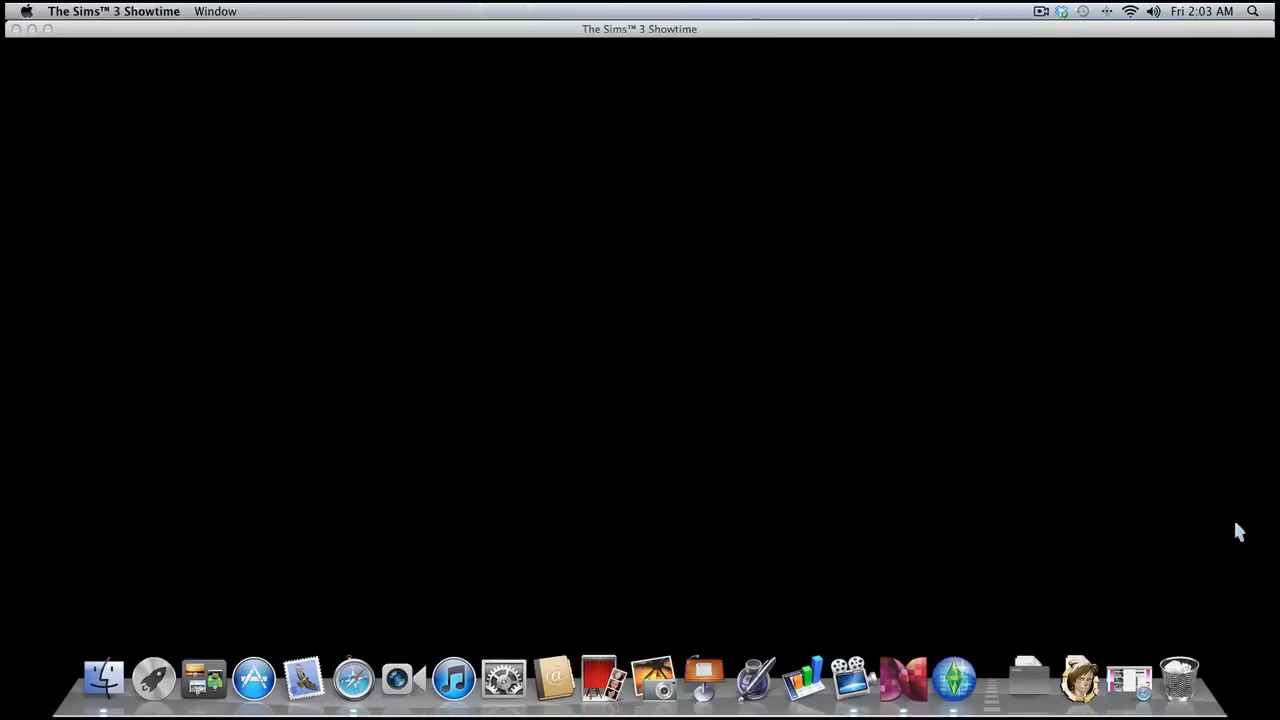 The Sims™ 3 Showtime Window Fri 2:03 AM
The Sims™ 3 Showtime